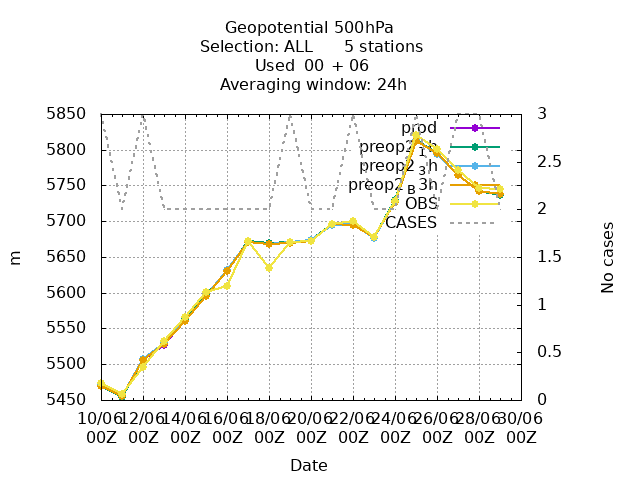 Geopotential 500hPa
Selection: ALL 5 stations
Used 00 + 06
Averaging window: 24h
5850
5800
5750
5700
5650
5600
5550
5500
5450
m
3
2.5
2
1.5
1
0.5
0
No cases
prod
OBS
CASES
10/06 12/06 14/06 16/06 18/06 20/06 22/06 24/06 26/06 28/06 30/06
00Z 00Z 00Z 00Z 00Z 00Z 00Z 00Z 00Z 00Z 00Z
Date